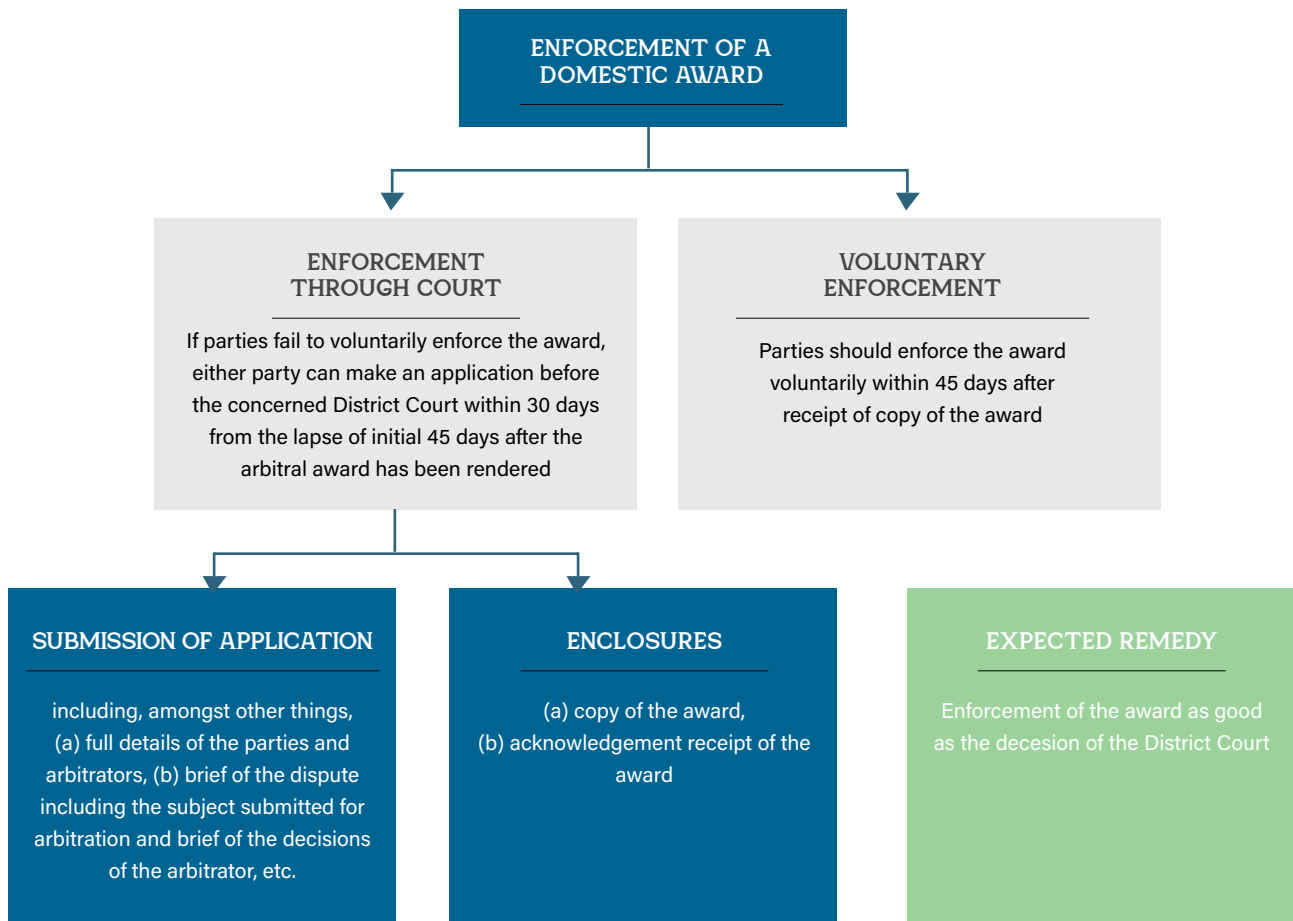 ENFORCEMENT OF A
DOMESTIC AWARD
ENFORCEMENT
THROUGH COURT
If parties fail to voluntarily enforce the award,
either party can make an application before
the concerned District Court within 30 days
from the lapse of initial 45 days after the
arbitral award has been rendered
VOLUNTARY
ENFORCEMENT
Parties should enforce the award
voluntarily within 45 days after
receipt of copy of the award
SUBMISSION OF APPLICATION
including, amongst other things,
(a) full details of the parties and
arbitrators, (b) brief of the dispute
including the subject submitted for
arbitration and brief of the decisions
of the arbitrator, etc.
ENCLOSURES
(a) copy of the award,
(b) acknowledgement receipt of the
award
EXPECTED REMEDY
Enforcement of the award as good
as the decesion of the District Court